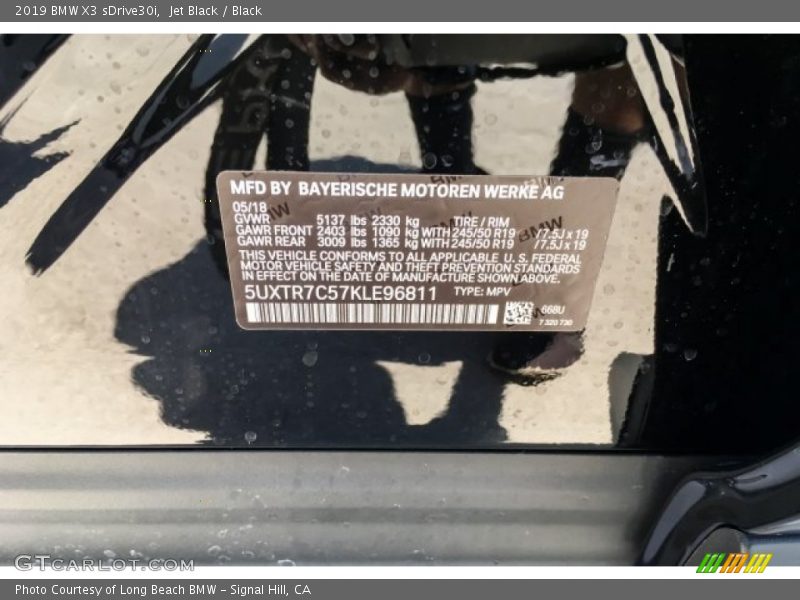 2019 BMW X3 sDrive30i, Jet Black / Black
MFD BY BAYERISCHE MOTOREN WERKE AG
05/18
GVWR 5137 lbs 2330 kg TIRE / RIM
GAWR FRONT 2403 lbs 1090 kg WITH 245/50 R19 /7.5J x 19
GAWR REAR 3009 lbs 1365 kg WITH 245/50 R19 /7.5J x 19
THIS VEHICLE CONFORMS TO ALL APPLICABLE U. S. FEDERAL
MOTOR VEHICLE SAFETY AND THEFT PREVENTION STANDARDS
IN EFFECT ON THE DATE OF MANUFACTURE SHOWN ABOVE.
5UXTR7C57KLE96811 TYPE: MPV
668U
7 320 730
GTCARLOT.COM
Photo Courtesy of Long Beach BMW - Signal Hill, CA